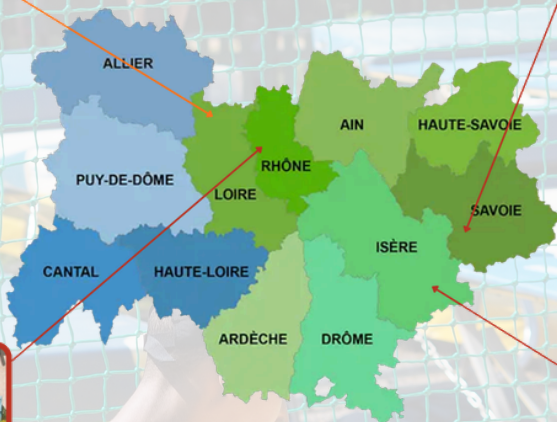 ALLIER
AIN
HAUTE-SAVOIE
PUY-DE-DÔME
RHÔNE
LOIRE
SAVOIE
ISÈRE
CANTAL
HAUTE-LOIRE
ARDÈCHE
DRÔME